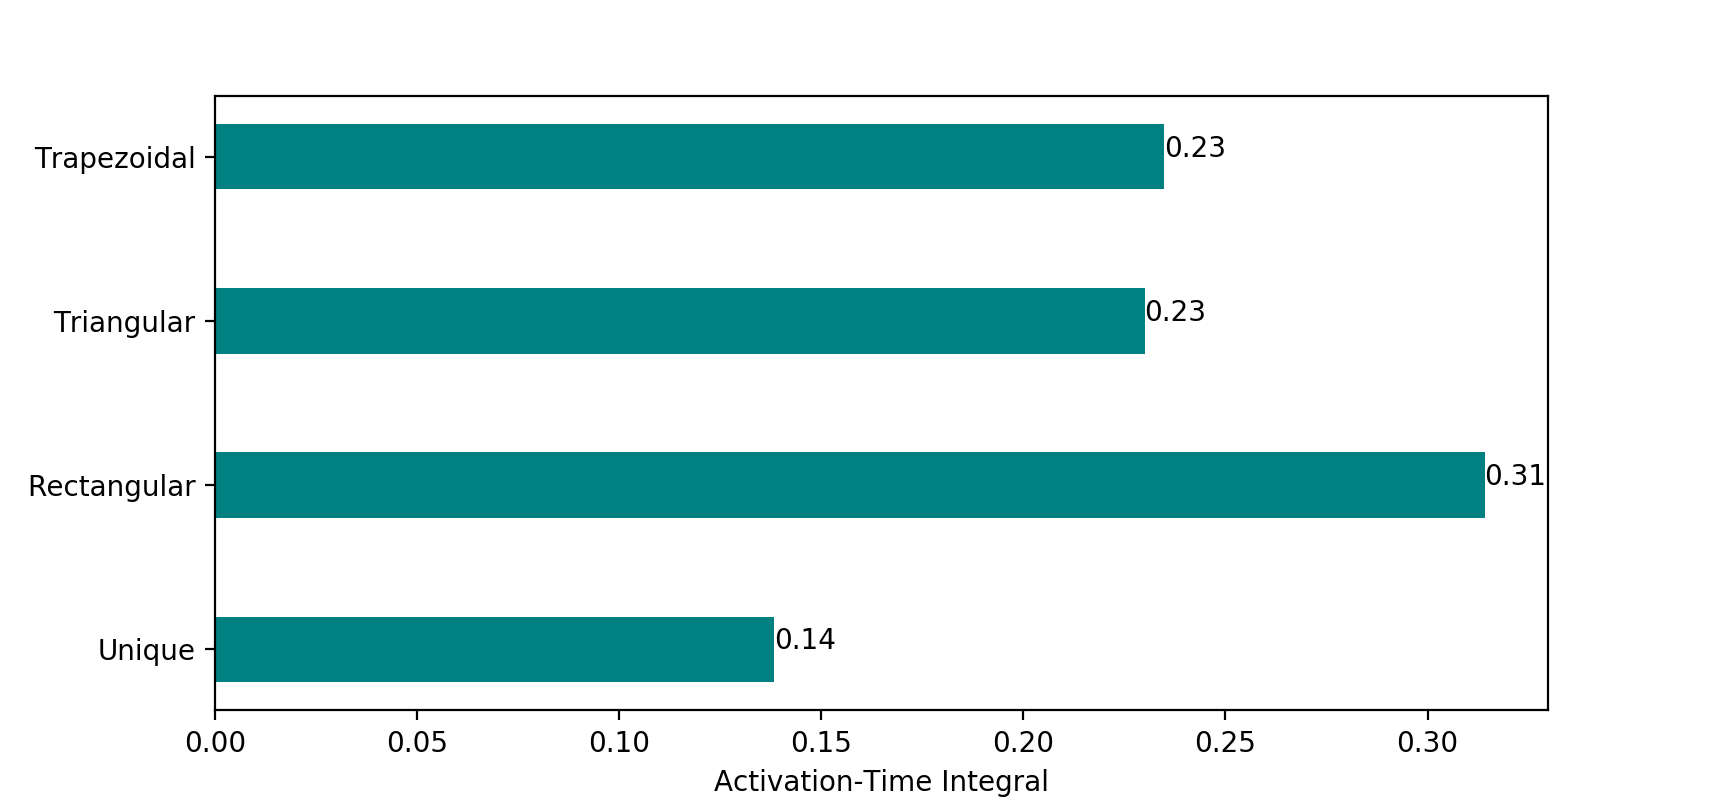 Trapezoidal
0.23
Triangular
0.23
Rectangular
0.31
Unique
0.14
0.00 0.05 0.10 0.15 0.20 0.25 0.30
Activation-Time Integral